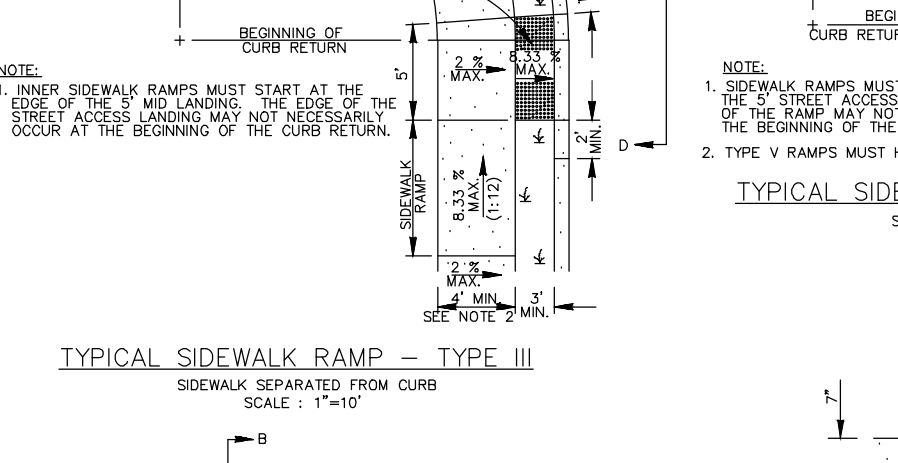 BEGINNING OF
CURB RETURN
NOTE:
1. INNER SIDEWALK RAMPS MUST START AT THE
EDGE OF THE 5' MID LANDING. THE EDGE OF THE
STREET ACCESS LANDING MAY NOT NECESSARILY
OCCUR AT THE BEGINNING OF THE CURB RETURN.
5'
2 %
MAX.
8.33 %
MAX.
2'
MIN.
D
SIDEWALK
RAMP
8.33 %
MAX.
(1:12)
2 %
MAX.
4' MIN.
3'
MIN.
SEE NOTE 2
TYPICAL SIDEWALK RAMP – TYPE III
SIDEWALK SEPARATED FROM CURB
SCALE : 1"=10'
B
BEGI
CURB RETUR
NOTE:
1. SIDEWALK RAMPS MUST
THE 5' STREET ACCESS
OF THE RAMP MAY NOT
THE BEGINNING OF THE
2. TYPE V RAMPS MUST H
TYPICAL SIDE
S
7"